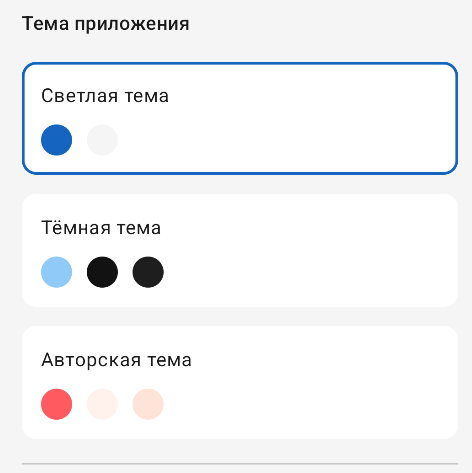 Тема приложения
Светлая тема
Тёмная тема
Авторская тема